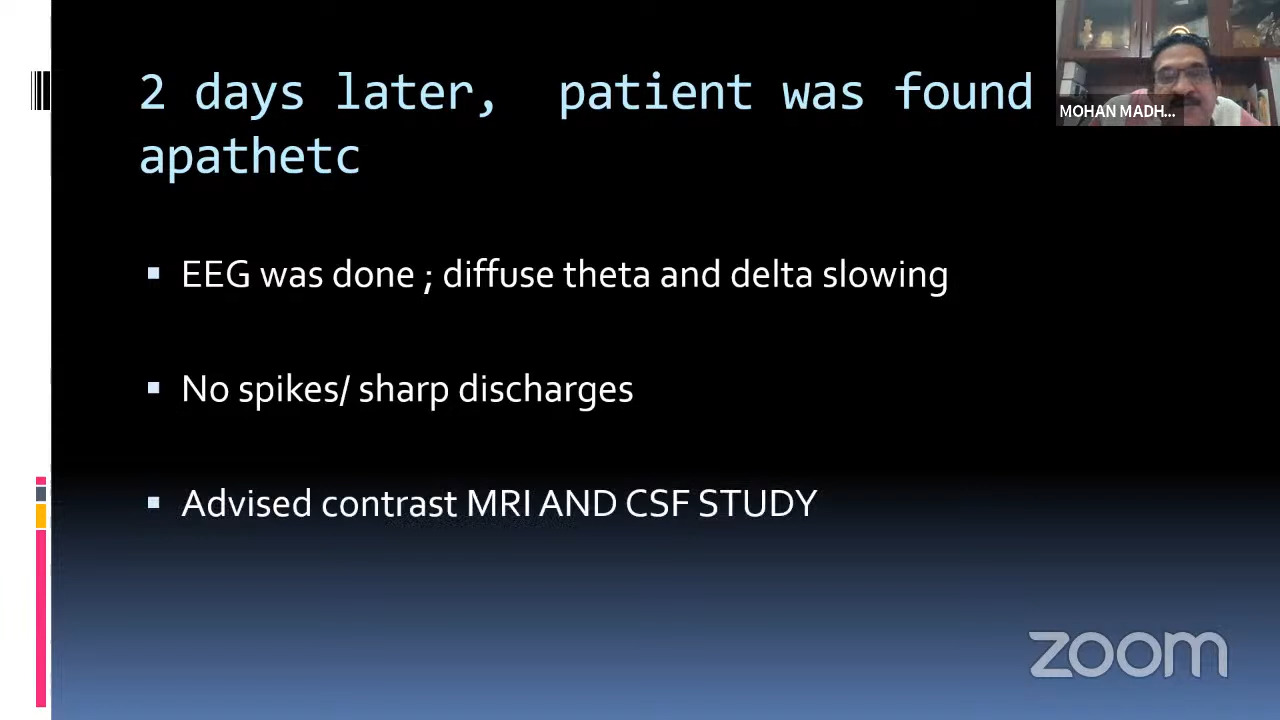 2 days later, patient was found
apathetc
MOHAN MADH...
EEG was done ; diffuse theta and delta slowing
No spikes/ sharp discharges
Advised contrast MRI AND CSF STUDY
zoom